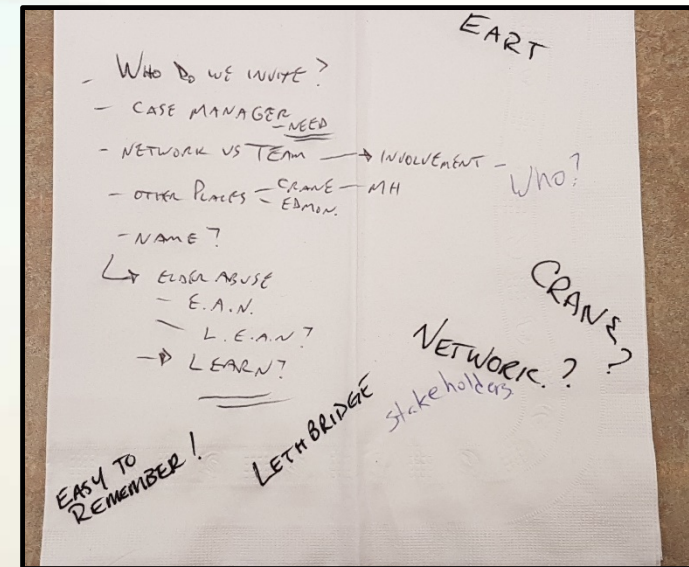 EART
- WHO DO WE INVITE?
- CASE MANAGER
- NEED
- NETWORK VS TEAM → INVOLVEMENT - Who?
- OTHER PLACES - CRANE - MH
- EDMON.
- NAME?
↳ ELDER ABUSE
- E.A.N.
- L.E.A.N?
→ LEARN?
CRANE?
NETWORK?
stakeholders
LETHBRIDGE
EASY TO
REMEMBER!